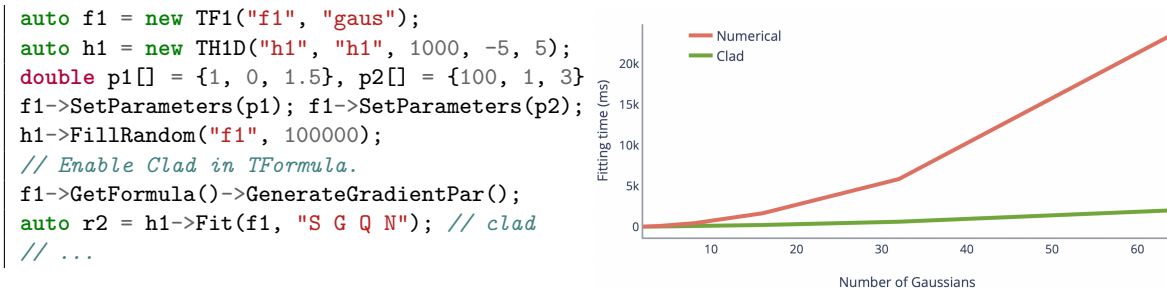 auto f1 = new TF1("f1", "gaus");
auto h1 = new TH1D("h1", "h1", 1000, -5, 5);
double p1[] = {1, 0, 1.5}, p2[] = {100, 1, 3}
f1->SetParameters(p1); f1->SetParameters(p2);
h1->FillRandom("f1", 100000);
// Enable Clad in TFormula.
f1->GetFormula()->GenerateGradientPar();
auto r2 = h1->Fit(f1, "S G Q N"); // clad
// ...
Numerical
Clad
Fitting time (ms)
20k
15k
10k
5k
0
10 20 30 40 50 60
Number of Gaussians